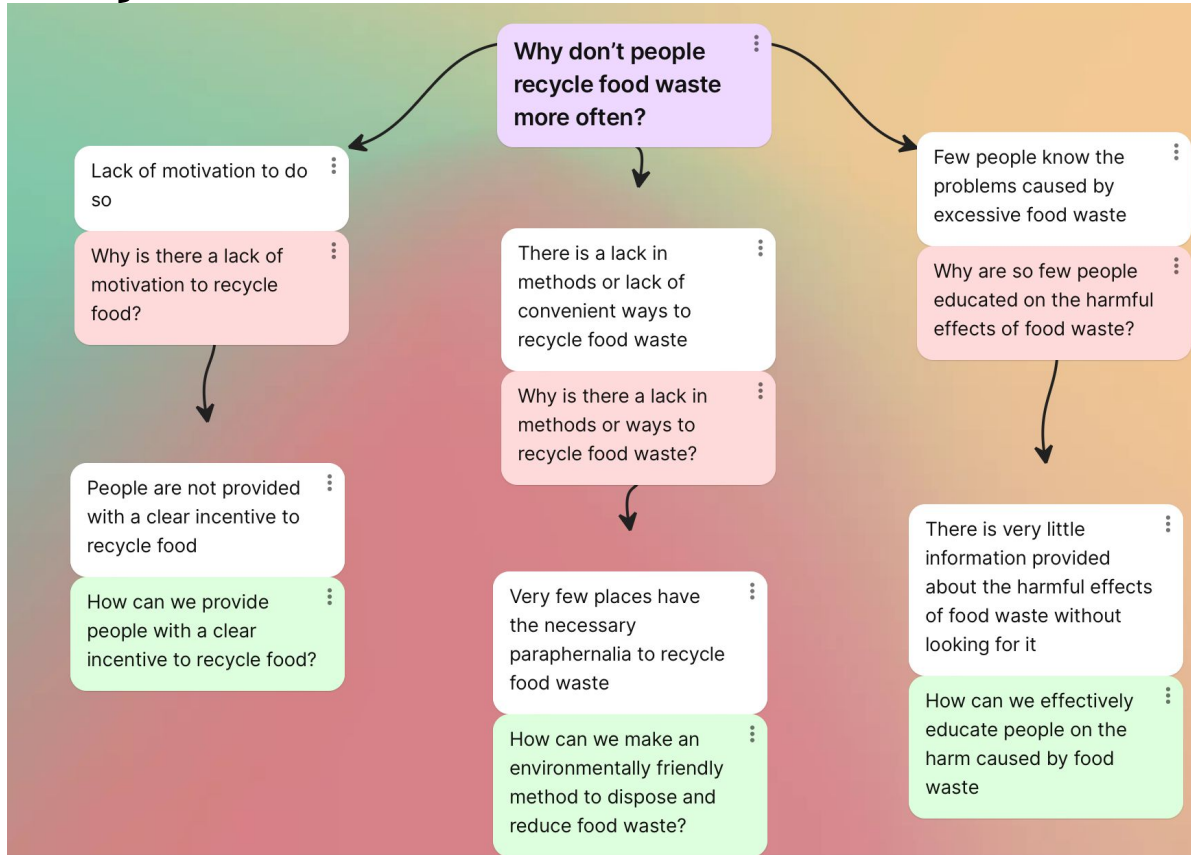 Why don’t people
recycle food waste
more often?
Lack of motivation to do
so
Why is there a lack of
motivation to recycle
food?
People are not provided
with a clear incentive to
recycle food
How can we provide
people with a clear
incentive to recycle food?
There is a lack in
methods or lack of
convenient ways to
recycle food waste
Why is there a lack in
methods or ways to
recycle food waste?
Very few places have
the necessary
paraphernalia to recycle
food waste
How can we make an
environmentally friendly
method to dispose and
reduce food waste?
Few people know the
problems caused by
excessive food waste
Why are so few people
educated on the harmful
effects of food waste?
There is very little
information provided
about the harmful effects
of food waste without
looking for it
How can we effectively
educate people on the
harm caused by food
waste